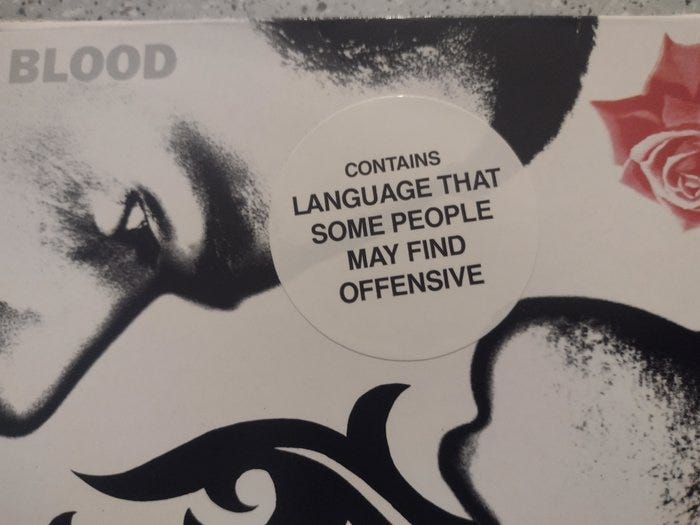 BLOOD
CONTAINS
LANGUAGE THAT
SOME PEOPLE
MAY FIND
OFFENSIVE